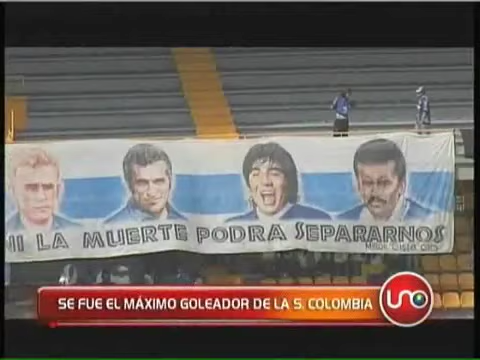 NI LA MUERTE PODRA SEPARARNOS
SE FUE EL MÁXIMO GOLEADOR DE LA S. COLOMBIA
uno